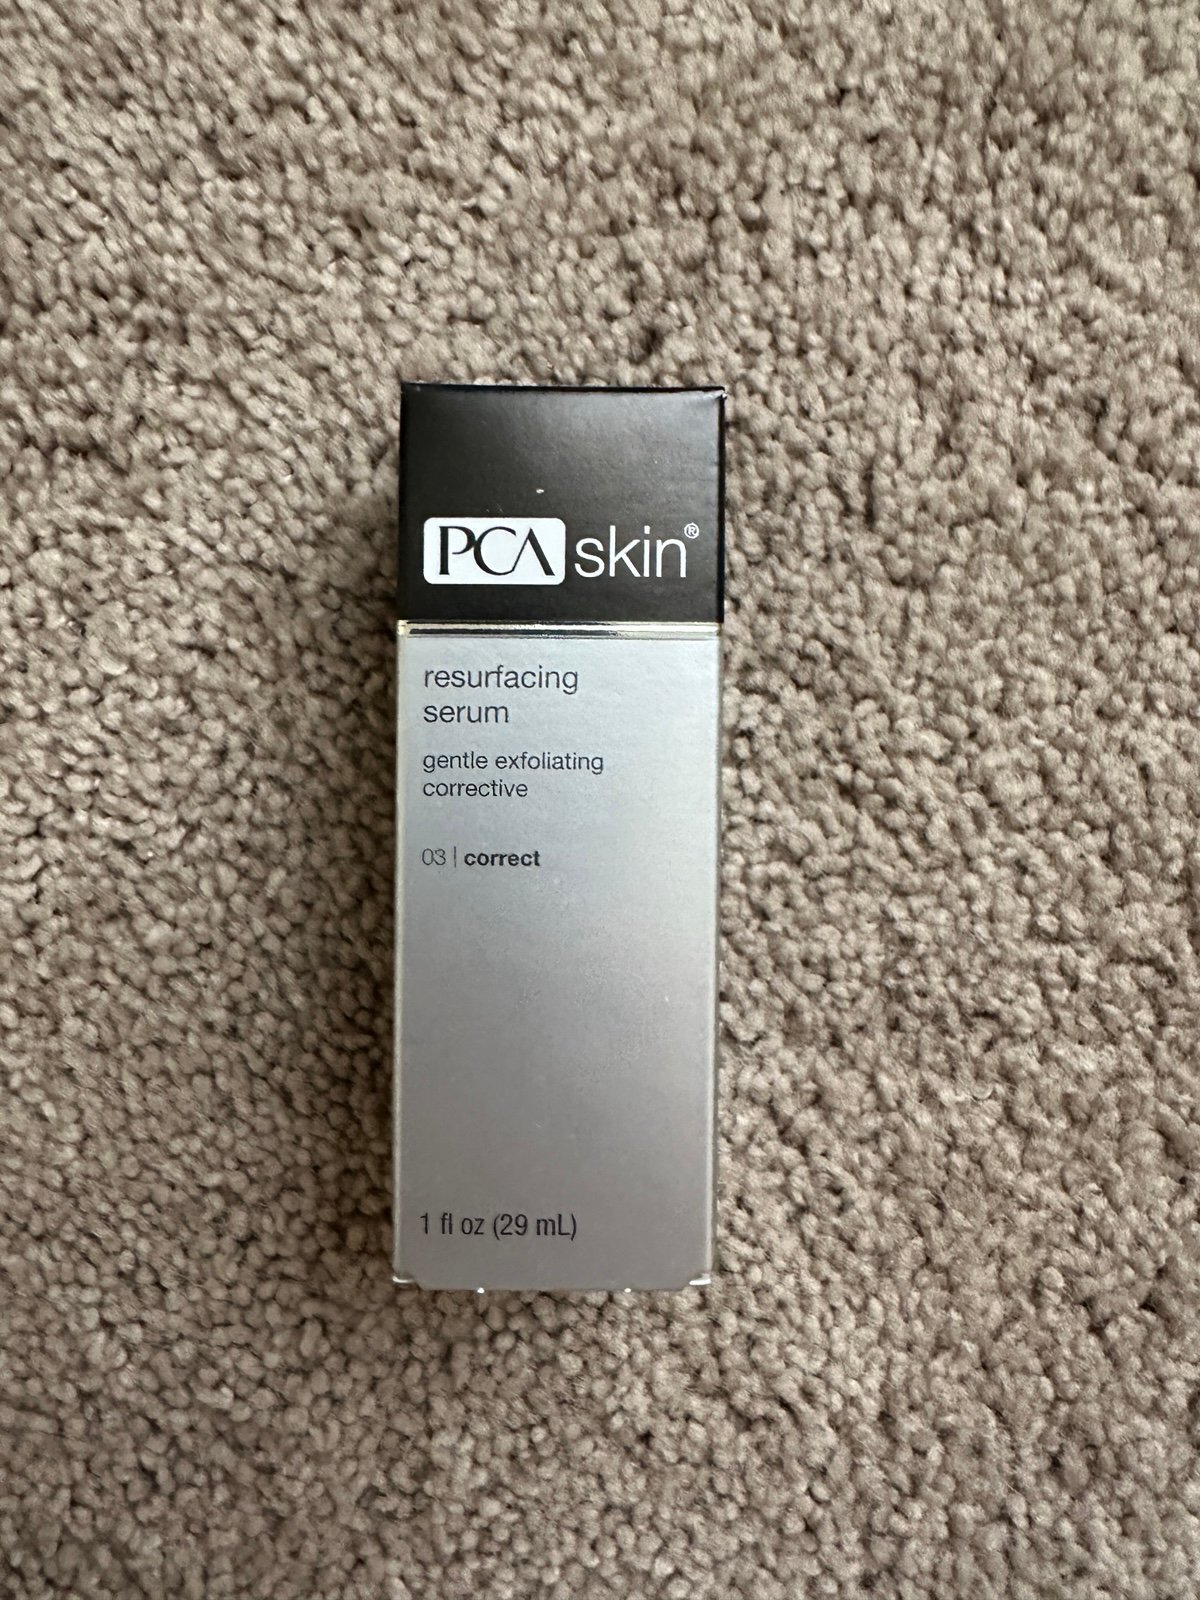 PCA skin®
resurfacing
serum
gentle exfoliating
corrective
03 | correct
1 fl oz (29 mL)